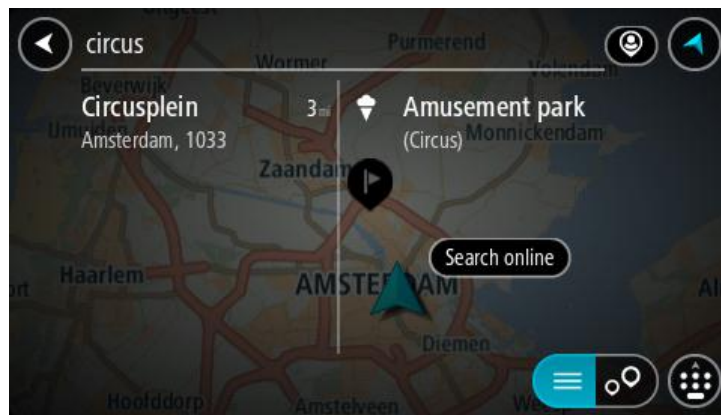 circus
Circusplein 3 mi
Amsterdam, 1033
Amusement park
(Circus)
Search online
Purmerend
Wormer
Volendam
Beverwijk
Monnickendam
Zaandam
Haarlem
AMSTERDAM
Diemen
Hoofddorp
Amstelveen